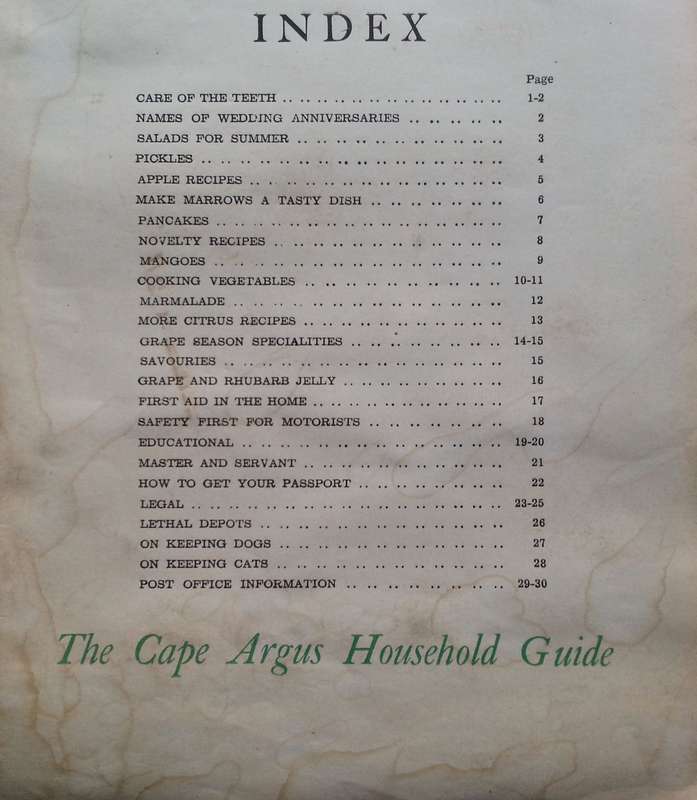 INDEX
Page
CARE OF THE TEETH .. .. .. .. .. .. .. .. .. .. .. .. .. 1-2
NAMES OF WEDDING ANNIVERSARIES .. .. .. .. .. .. 2
SALADS FOR SUMMER .. .. .. .. .. .. .. .. .. .. .. .. 3
PICKLES .. .. .. .. .. .. .. .. .. .. .. .. .. .. .. .. .. 4
APPLE RECIPES .. .. .. .. .. .. .. .. .. .. .. .. .. .. .. 5
MAKE MARROWS A TASTY DISH .. .. .. .. .. .. .. .. 6
PANCAKES .. .. .. .. .. .. .. .. .. .. .. .. .. .. .. .. .. 7
NOVELTY RECIPES .. .. .. .. .. .. .. .. .. .. .. .. .. 8
MANGOES .. .. .. .. .. .. .. .. .. .. .. .. .. .. .. .. .. 9
COOKING VEGETABLES .. .. .. .. .. .. .. .. .. .. .. .. 10-11
MARMALADE .. .. .. .. .. .. .. .. .. .. .. .. .. .. .. .. 12
MORE CITRUS RECIPES .. .. .. .. .. .. .. .. .. .. .. .. 13
GRAPE SEASON SPECIALITIES .. .. .. .. .. .. .. .. .. 14-15
SAVOURIES .. .. .. .. .. .. .. .. .. .. .. .. .. .. .. .. .. 15
GRAPE AND RHUBARB JELLY .. .. .. .. .. .. .. .. .. .. 16
FIRST AID IN THE HOME .. .. .. .. .. .. .. .. .. .. .. 17
SAFETY FIRST FOR MOTORISTS .. .. .. .. .. .. .. .. 18
EDUCATIONAL .. .. .. .. .. .. .. .. .. .. .. .. .. .. .. 19-20
MASTER AND SERVANT .. .. .. .. .. .. .. .. .. .. .. .. 21
HOW TO GET YOUR PASSPORT .. .. .. .. .. .. .. .. .. 22
LEGAL .. .. .. .. .. .. .. .. .. .. .. .. .. .. .. .. .. .. 23-25
LETHAL DEPOTS .. .. .. .. .. .. .. .. .. .. .. .. .. .. 26
ON KEEPING DOGS .. .. .. .. .. .. .. .. .. .. .. .. .. 27
ON KEEPING CATS .. .. .. .. .. .. .. .. .. .. .. .. .. 28
POST OFFICE INFORMATION .. .. .. .. .. .. .. .. .. 29-30
The Cape Argus Household Guide